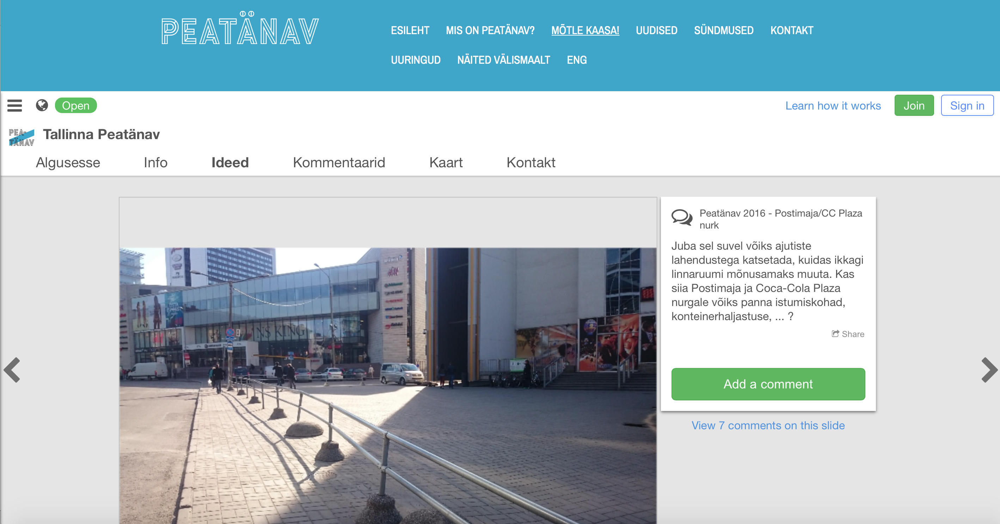 PEATÄNAV
ESILEHT MIS ON PEATÄNAV? MÕTLE KAASA! UUDISED SÜNDMUSED KONTAKT
UURINGUD NÄITED VÄLISMAALT ENG
Open
Learn how it works Join Sign in
PEA-
TÄNAV
Tallinna Peatänav
Algusesse Info Ideed Kommentaarid Kaart Kontakt
Peatänav 2016 - Postimaja/CC Plaza
nurk
Juba sel suvel võiks ajutiste
lahendustega katsetada, kuidas ikkagi
linnaruumi mõnusamaks muuta. Kas
siia Postimaja ja Coca-Cola Plaza
nurgale võiks panna istumiskohad,
konteinerhaljastuse, ... ?
Share
Add a comment
View 7 comments on this slide
NS KING